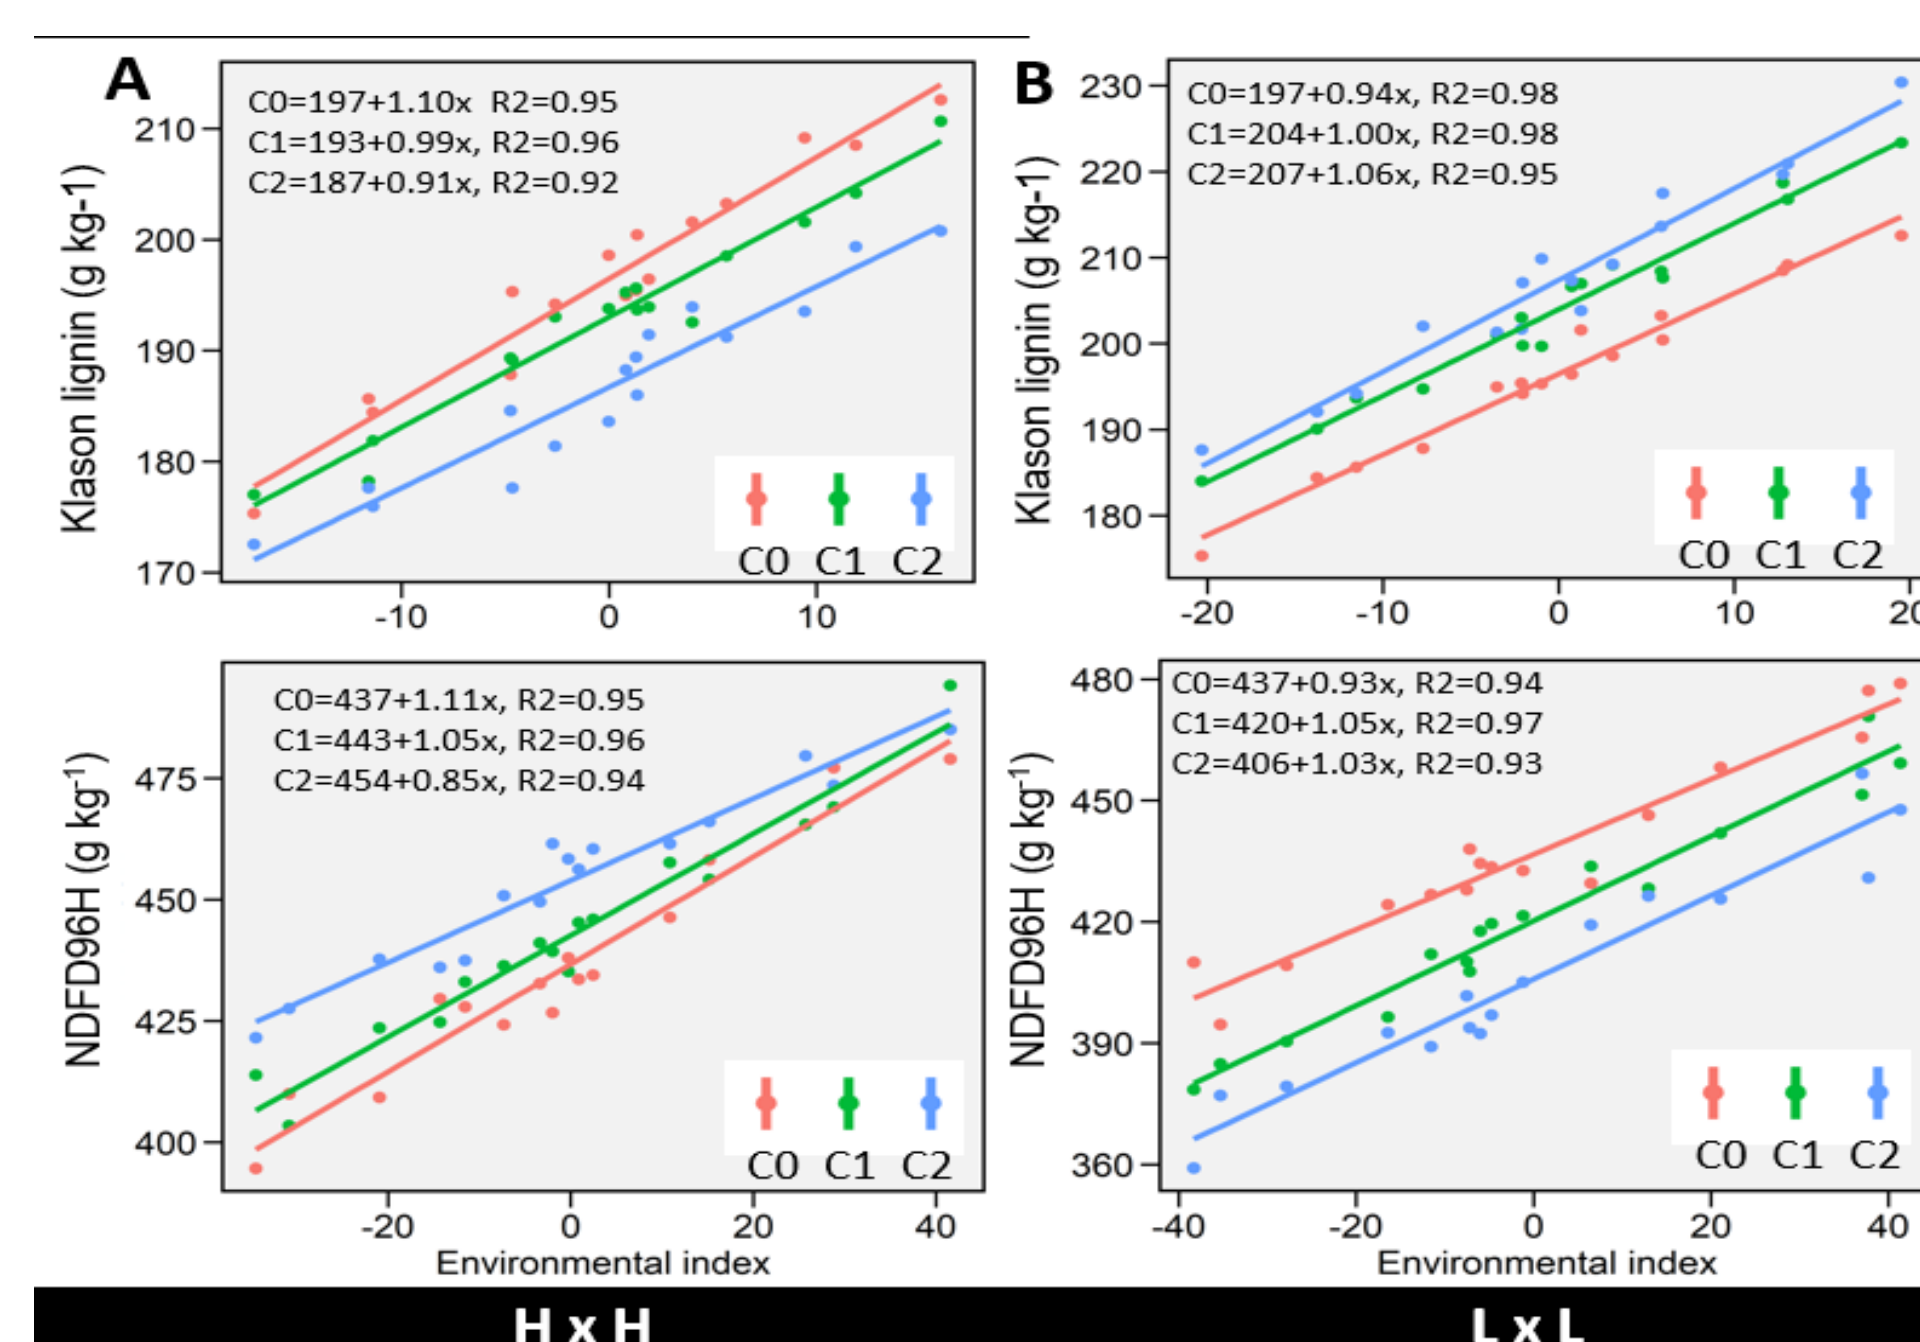 A
C0=197+1.10x R2=0.95
C1=193+0.99x, R2=0.96
C2=187+0.91x, R2=0.92
Klason lignin (g kg-1)
210
200
190
180
170
-10
0
10
C0 C1 C2
B
C0=197+0.94x, R2=0.98
C1=204+1.00x, R2=0.98
C2=207+1.06x, R2=0.95
Klason lignin (g kg-1)
230
220
210
200
190
180
-20
-10
0
10
20
C0 C1 C2
C0=437+1.11x, R2=0.95
C1=443+1.05x, R2=0.96
C2=454+0.85x, R2=0.94
NDFD96H (g kg⁻¹)
475
450
425
400
-20
0
20
40
C0 C1 C2
Environmental index
C0=437+0.93x, R2=0.94
C1=420+1.05x, R2=0.97
C2=406+1.03x, R2=0.93
NDFD96H (g kg⁻¹)
480
450
420
390
360
-40
-20
0
20
40
C0 C1 C2
Environmental index
H x H
L x L